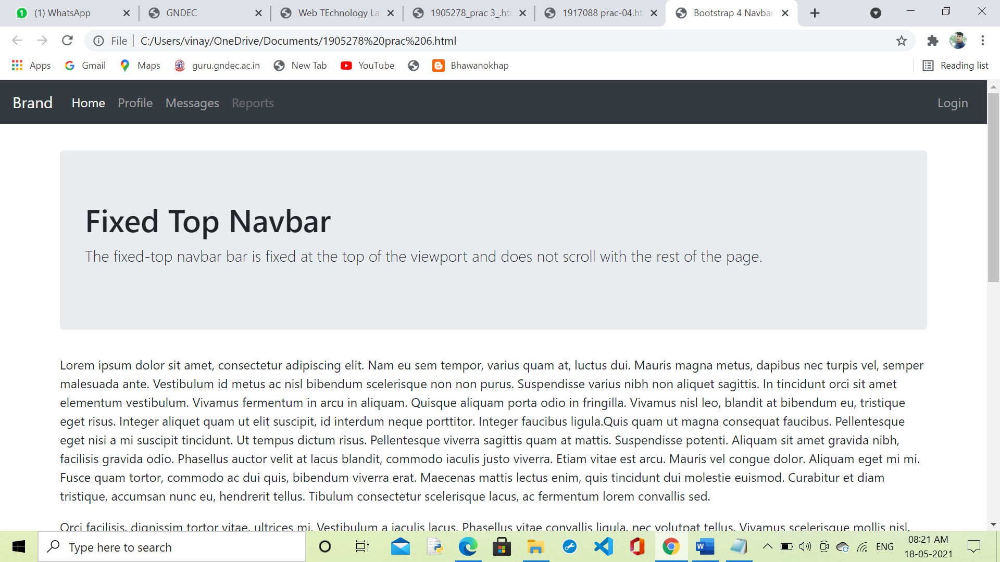 (1) WhatsApp
GNDEC
Web TEchnology La
1905278_prac 3_.htm
1917088 prac-04.htm
Bootstrap 4 Navbar
File
C:/Users/vinay/OneDrive/Documents/1905278%20prac%206.html
Apps
Gmail
Maps
guru.gndec.ac.in
New Tab
YouTube
Bhawanokhap
Reading list
Brand
Home
Profile
Messages
Reports
Login
Fixed Top Navbar
The fixed-top navbar bar is fixed at the top of the viewport and does not scroll with the rest of the page.
Lorem ipsum dolor sit amet, consectetur adipiscing elit. Nam eu sem tempor, varius quam at, luctus dui. Mauris magna metus, dapibus nec turpis vel, semper
malesuada ante. Vestibulum id metus ac nisl bibendum scelerisque non non purus. Suspendisse varius nibh non aliquet sagittis. In tincidunt orci sit amet
elementum vestibulum. Vivamus fermentum in arcu in aliquam. Quisque aliquam porta odio in fringilla. Vivamus nisl leo, blandit at bibendum eu, tristique
eget risus. Integer aliquet quam ut elit suscipit, id interdum neque porttitor. Integer faucibus ligula.Quis quam ut magna consequat faucibus. Pellentesque
eget nisi a mi suscipit tincidunt. Ut tempus dictum risus. Pellentesque viverra sagittis quam at mattis. Suspendisse potenti. Aliquam sit amet gravida nibh,
facilisis gravida odio. Phasellus auctor velit at lacus blandit, commodo iaculis justo viverra. Etiam vitae est arcu. Mauris vel congue dolor. Aliquam eget mi mi.
Fusce quam tortor, commodo ac dui quis, bibendum viverra erat. Maecenas mattis lectus enim, quis tincidunt dui molestie euismod. Curabitur et diam
tristique, accumsan nunc eu, hendrerit tellus. Tibulum consectetur scelerisque lacus, ac fermentum lorem convallis sed.
Orci facilisis, dignissim tortor vitae, ultrices mi. Vestibulum a iaculis lacus. Phasellus vitae convallis ligula, nec volutpat tellus. Vivamus scelerisque mollis nisl,
Type here to search
ENG
08:21 AM
18-05-2021